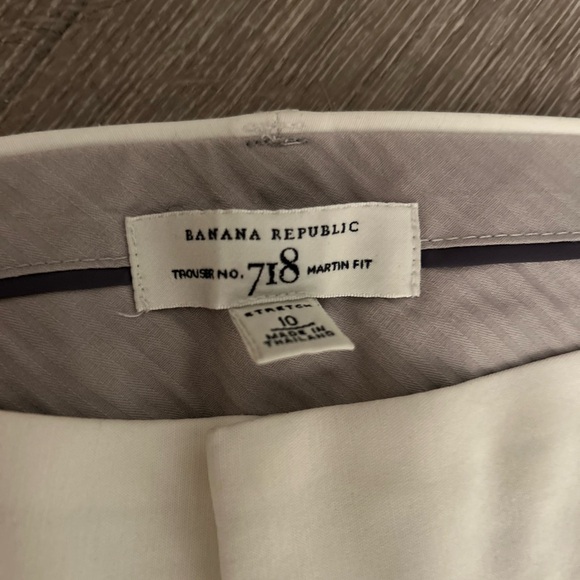 BANANA REPUBLIC
TROUSER NO. 718 MARTIN FIT
STRETCH
10
MADE IN
THAILAND